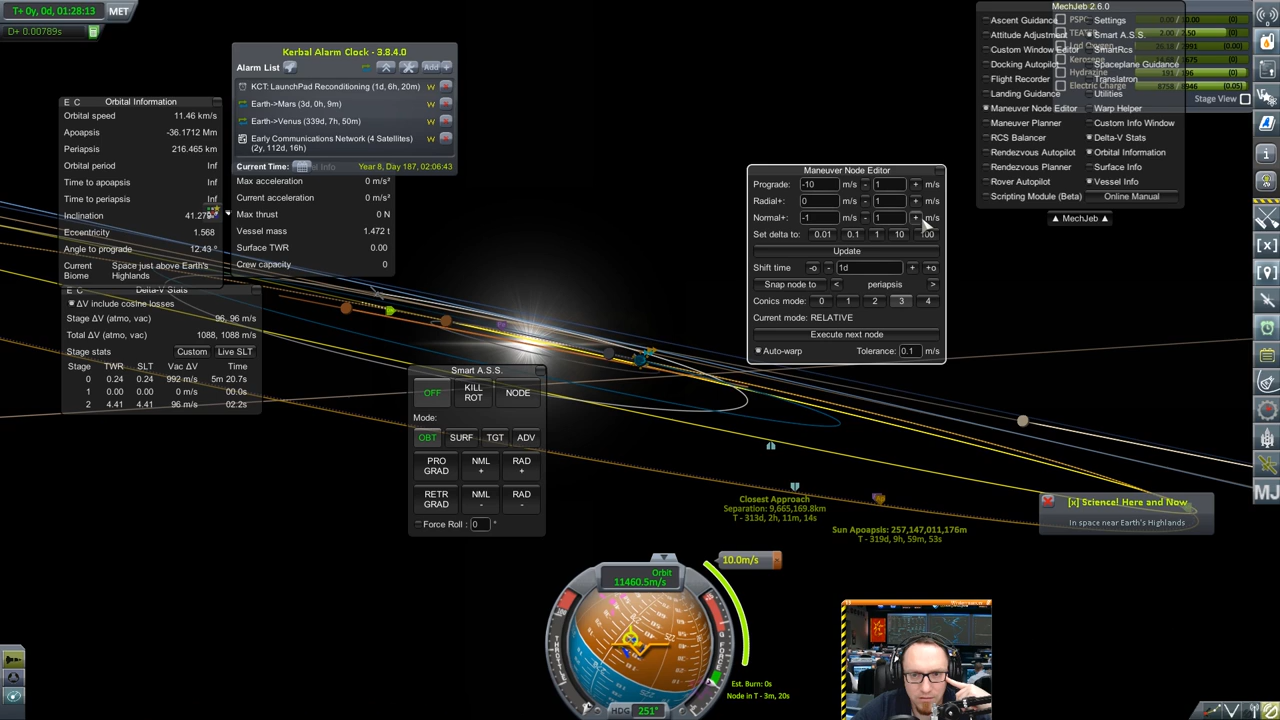 T+ 0y, 0d, 01:28:13 MET
D+ 0.00789s
Kerbal Alarm Clock - 3.8.4.0
Alarm List
Add +
KCT: LaunchPad Reconditioning (1d, 6h, 20m) W
Earth->Mars (3d, 0h, 9m) W
Earth->Venus (339d, 7h, 50m) W
Early Communications Network (4 Satellites) W
(2y, 112d, 16h)
Current Time: Year 8, Day 187, 02:06:43
E C Orbital Information
Orbital speed 11.46 km/s
Apoapsis -36.1712 Mm
Periapsis 216.465 km
Orbital period Inf
Time to apoapsis Inf
Time to periapsis Inf
Inclination 41.279°
Eccentricity 1.568
Angle to prograde 12.43 °
Current Biome Space just above Earth's Highlands
Max acceleration 0 m/s²
Current acceleration 0 m/s²
Max thrust 0 N
Vessel mass 1.472 t
Surface TWR 0.00
Crew capacity 0
E C Delta-V Stats
ΔV include cosine losses
Stage ΔV (atmo, vac) 96, 96 m/s
Total ΔV (atmo, vac) 1088, 1088 m/s
Stage stats Custom Live SLT
Stage TWR SLT Vac ΔV Time
0 0.24 0.24 992 m/s 5m 20.7s
1 0.00 0.00 0 m/s 00.0s
2 4.41 4.41 96 m/s 02.2s
Smart A.S.S.
OFF KILL ROT NODE
Mode:
OBT SURF TGT ADV
PRO GRAD NML + RAD +
RETR GRAD NML - RAD -
Force Roll : 0 °
Maneuver Node Editor
Prograde: -10 m/s - 1 + m/s
Radial+: 0 m/s - 1 + m/s
Normal+: -1 m/s - 1 + m/s
Set delta to: 0.01 0.1 1 10 100
Update
Shift time -o - 1d + +o
Snap node to < periapsis >
Conics mode: 0 1 2 3 4
Current mode: RELATIVE
Execute next node
Auto-warp Tolerance: 0.1 m/s
MechJeb 2.6.0
Ascent Guidance Settings
Attitude Adjustment Smart A.S.S.
Custom Window Editor SmartRcs
Docking Autopilot Spaceplane Guidance
Flight Recorder Translatron
Landing Guidance Utilities
Maneuver Node Editor Warp Helper
Maneuver Planner Custom Info Window
RCS Balancer Delta-V Stats
Rendezvous Autopilot Orbital Information
Rendezvous Planner Surface Info
Rover Autopilot Vessel Info
Scripting Module (Beta) Online Manual
▲ MechJeb ▲
Kerosene
Hydrazine
Electric Charge
Stage View
MJ
Closest Approach
Separation: 9,665,169.8km
T - 313d, 2h, 11m, 14s
Sun Apoapsis: 257,147,011,176m
T - 319d, 9h, 59m, 53s
[x] Science! Here and Now
In space near Earth's Highlands
Orbit
11460.5m/s
10.0m/s
HDG 251°
Est. Burn: 0s
Node in T - 3m, 20s